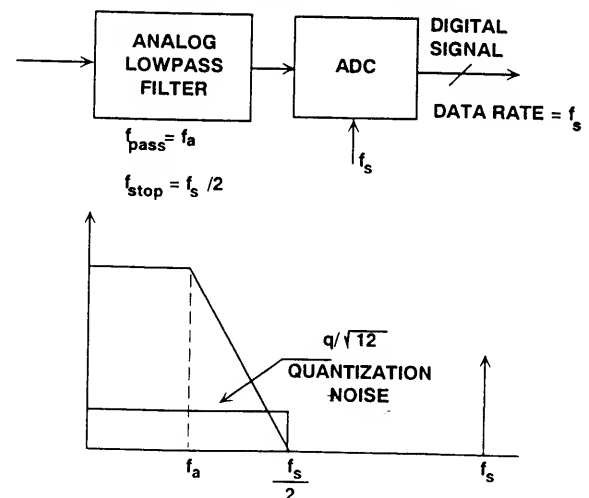 ANALOG
LOWPASS
FILTER
ADC
DIGITAL
SIGNAL
DATA RATE = fs
fpass = fa
fstop = fs /2
fs
q/√12
QUANTIZATION
NOISE
fa
fs
2
fs